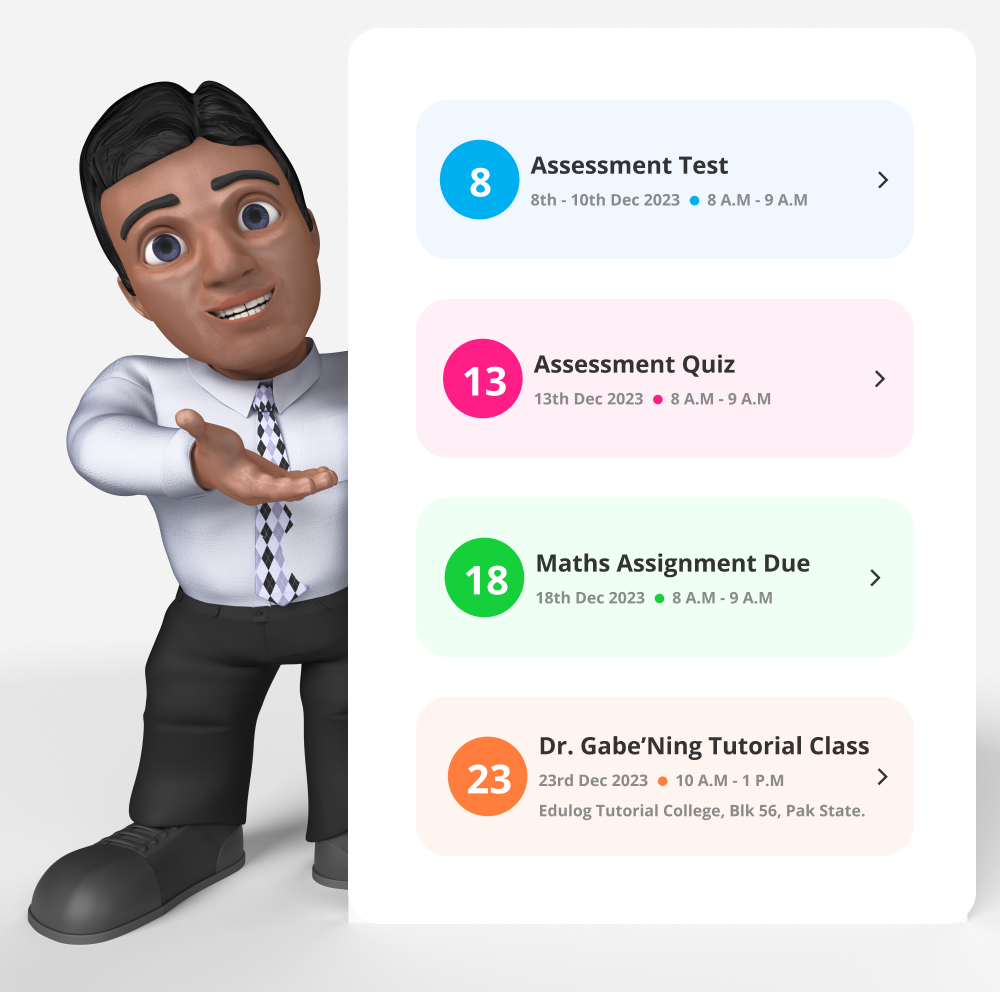 8
Assessment Test
8th - 10th Dec 2023 ● 8 A.M - 9 A.M
13
Assessment Quiz
13th Dec 2023 ● 8 A.M - 9 A.M
18
Maths Assignment Due
18th Dec 2023 ● 8 A.M - 9 A.M
23
Dr. Gabe’Ning Tutorial Class
23rd Dec 2023 ● 10 A.M - 1 P.M
Edulog Tutorial College, Blk 56, Pak State.